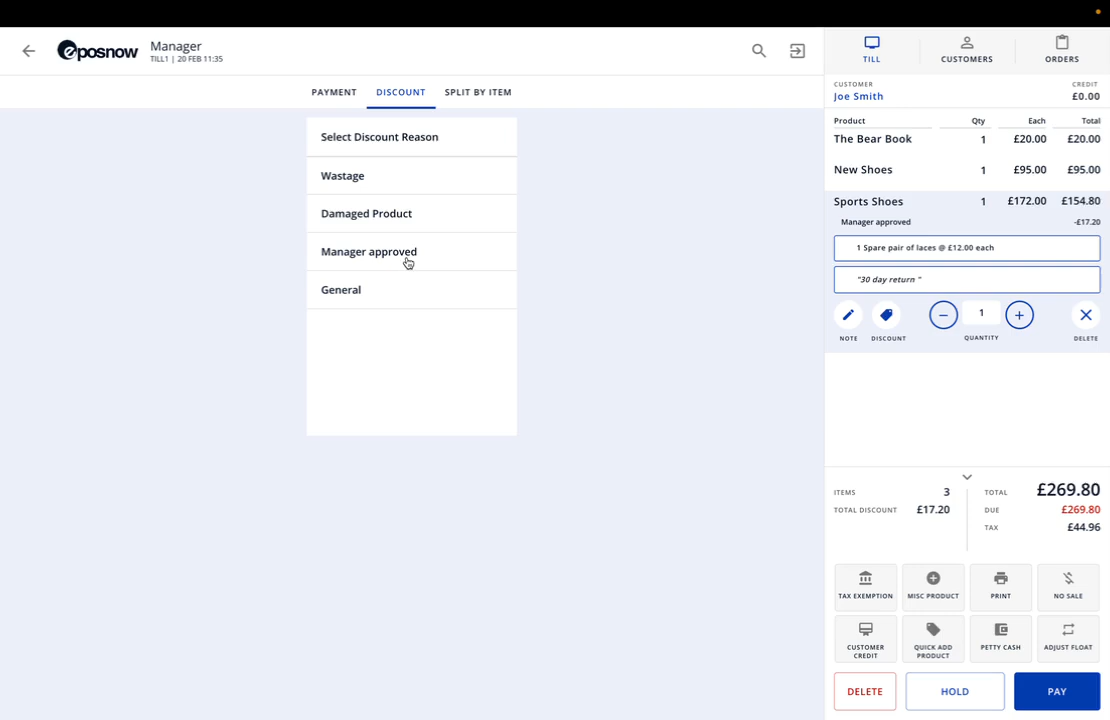 eposnow
Manager
TILL1 | 20 FEB 11:35
PAYMENT DISCOUNT SPLIT BY ITEM
Select Discount Reason
Wastage
Damaged Product
Manager approved
General
TILL CUSTOMERS ORDERS
CUSTOMER CREDIT
Joe Smith £0.00
Product Qty Each Total
The Bear Book 1 £20.00 £20.00
New Shoes 1 £95.00 £95.00
Sports Shoes 1 £172.00 £154.80
Manager approved -£17.20
1 Spare pair of laces @ £12.00 each
"30 day return "
1
NOTE DISCOUNT QUANTITY DELETE
ITEMS 3 TOTAL £269.80
TOTAL DISCOUNT £17.20 DUE £269.80
TAX £44.96
TAX EXEMPTION MISC PRODUCT PRINT NO SALE
CUSTOMER CREDIT QUICK ADD PRODUCT PETTY CASH ADJUST FLOAT
DELETE HOLD PAY